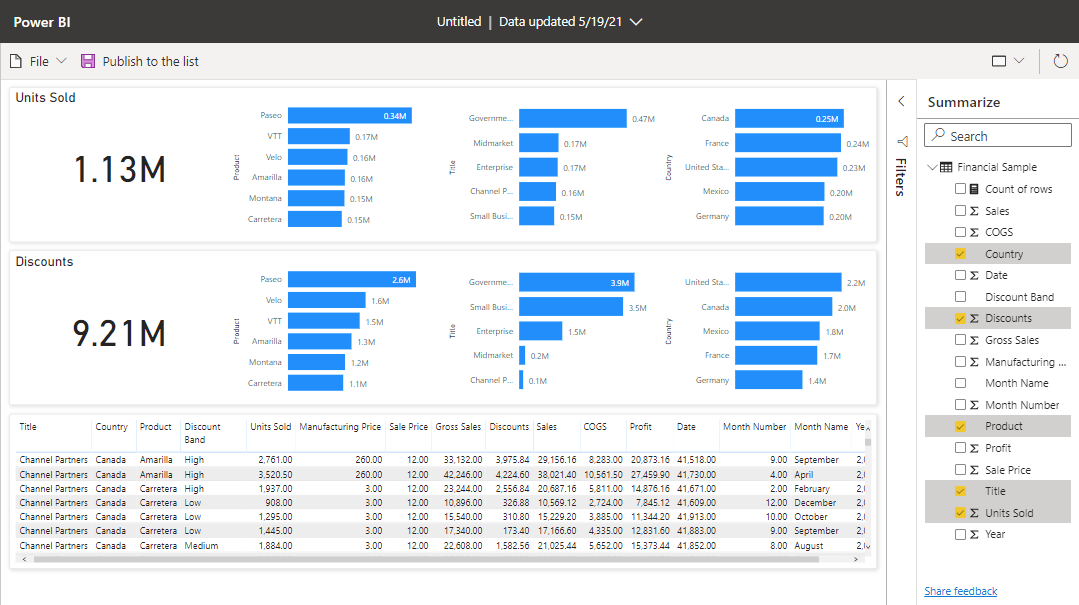 Power BI
Untitled | Data updated 5/19/21
File
Publish to the list
Units Sold
1.13M
Product
Paseo 0.34M
VTT 0.17M
Velo 0.16M
Amarilla 0.16M
Montana 0.15M
Carretera 0.15M
Title
Governme... 0.47M
Midmarket 0.17M
Enterprise 0.17M
Channel P... 0.16M
Small Busi... 0.15M
Country
Canada 0.25M
France 0.24M
United Sta... 0.23M
Mexico 0.20M
Germany 0.20M
Discounts
9.21M
Product
Paseo 2.6M
Velo 1.6M
VTT 1.5M
Amarilla 1.3M
Montana 1.2M
Carretera 1.1M
Title
Governme... 3.9M
Small Busi... 3.5M
Enterprise 1.5M
Midmarket 0.2M
Channel P... 0.1M
Country
United Sta... 2.2M
Canada 2.0M
Mexico 1.8M
France 1.7M
Germany 1.4M
Title Country Product Discount Band Units Sold Manufacturing Price Sale Price Gross Sales Discounts Sales COGS Profit Date Month Number Month Name Ye
Channel Partners Canada Amarilla High 2,761.00 260.00 12.00 33,132.00 3,975.84 29,156.16 8,283.00 20,873.16 41,518.00 9.00 September 2,0
Channel Partners Canada Amarilla High 3,520.50 260.00 12.00 42,246.00 4,224.60 38,021.40 10,561.50 27,459.90 41,730.00 4.00 April 2,0
Channel Partners Canada Carretera High 1,937.00 3.00 12.00 23,244.00 2,556.84 20,687.16 5,811.00 14,876.16 41,671.00 2.00 February 2,0
Channel Partners Canada Carretera Low 908.00 3.00 12.00 10,896.00 326.88 10,569.12 2,724.00 7,845.12 41,609.00 12.00 December 2,0
Channel Partners Canada Carretera Low 1,295.00 3.00 12.00 15,540.00 310.80 15,229.20 3,885.00 11,344.20 41,913.00 10.00 October 2,0
Channel Partners Canada Carretera Low 1,445.00 3.00 12.00 17,340.00 173.40 17,166.60 4,335.00 12,831.60 41,883.00 9.00 September 2,0
Channel Partners Canada Carretera Medium 1,884.00 3.00 12.00 22,608.00 1,582.56 21,025.44 5,652.00 15,373.44 41,852.00 8.00 August 2,0
Filters
Summarize
Search
Financial Sample
Count of rows
Σ Sales
Σ COGS
Country
Σ Date
Discount Band
Σ Discounts
Σ Gross Sales
Σ Manufacturing ...
Month Name
Σ Month Number
Product
Σ Profit
Σ Sale Price
Title
Σ Units Sold
Σ Year
Share feedback